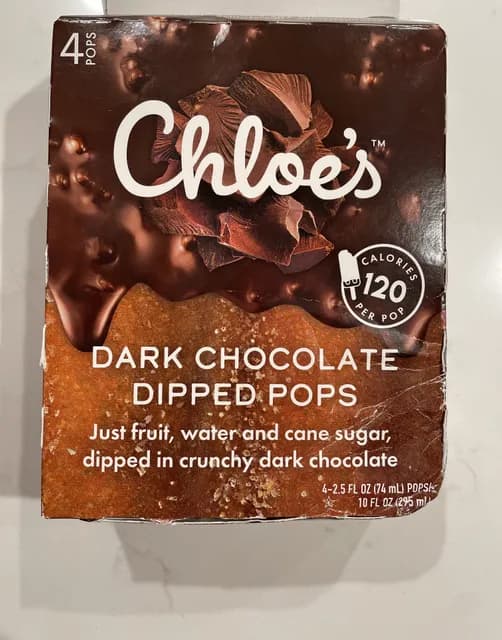 4 POPS
Chloe's™
CALORIES
120
PER POP
DARK CHOCOLATE
DIPPED POPS
Just fruit, water and cane sugar,
dipped in crunchy dark chocolate
4-2.5 FL OZ (74 mL) POPS/
10 FL OZ (295 mL)